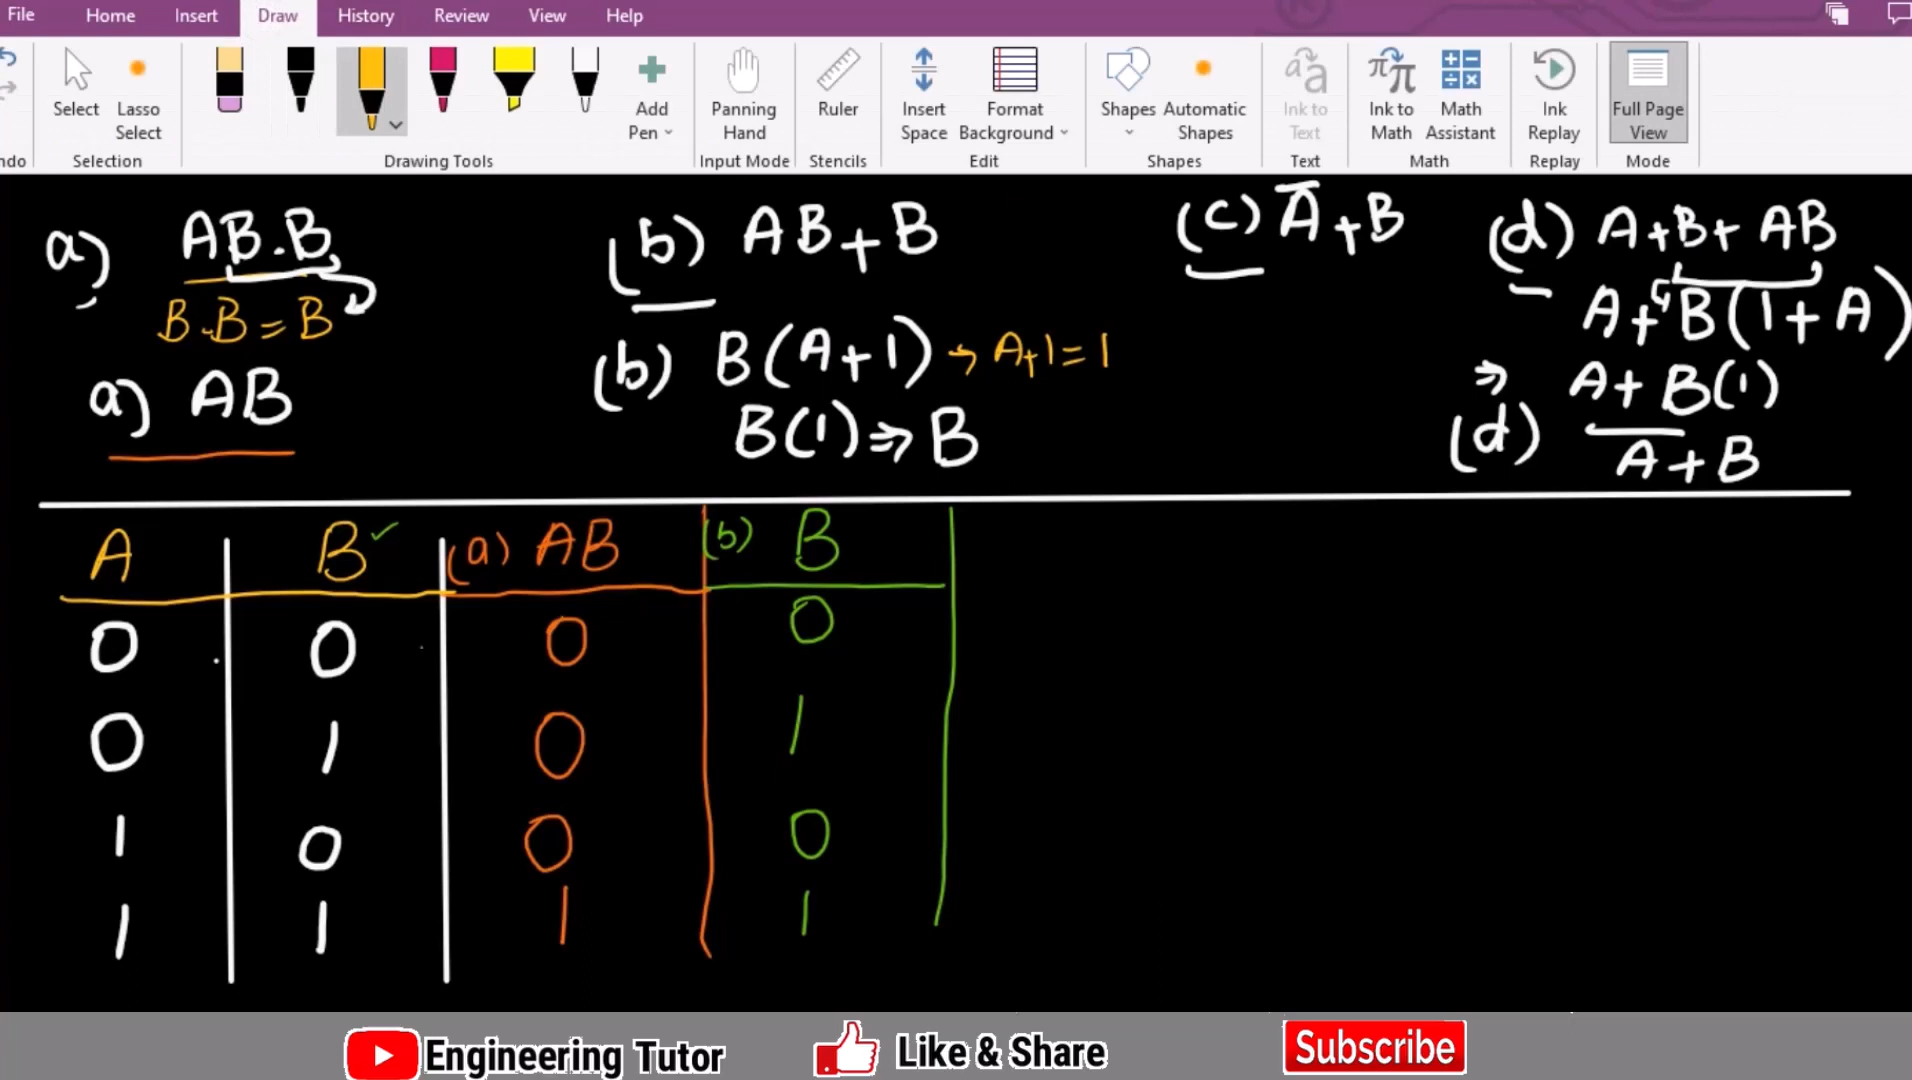 File Home Insert Draw History Review View Help
Select Lasso Select Add Pen Panning Hand Ruler Insert Space Format Background Shapes Automatic Shapes Ink to Text Ink to Math Math Assistant Ink Replay Full Page View
ndo Selection Drawing Tools Input Mode Stencils Edit Shapes Text Math Replay Mode
a) AB.B
B.B=B
a) AB
(b) AB+B
(b) B(A+1) → A+1=1
B(1)⇒B
(c) A̅+B
(d) A+B+AB
A+B(1+A)
⇒ A+B(1)
(d) A+B
A B✓ (a) AB (b) B
0 0 0 0
0 1 0 1
1 0 0 0
1 1 1 1
Engineering Tutor Like & Share Subscribe